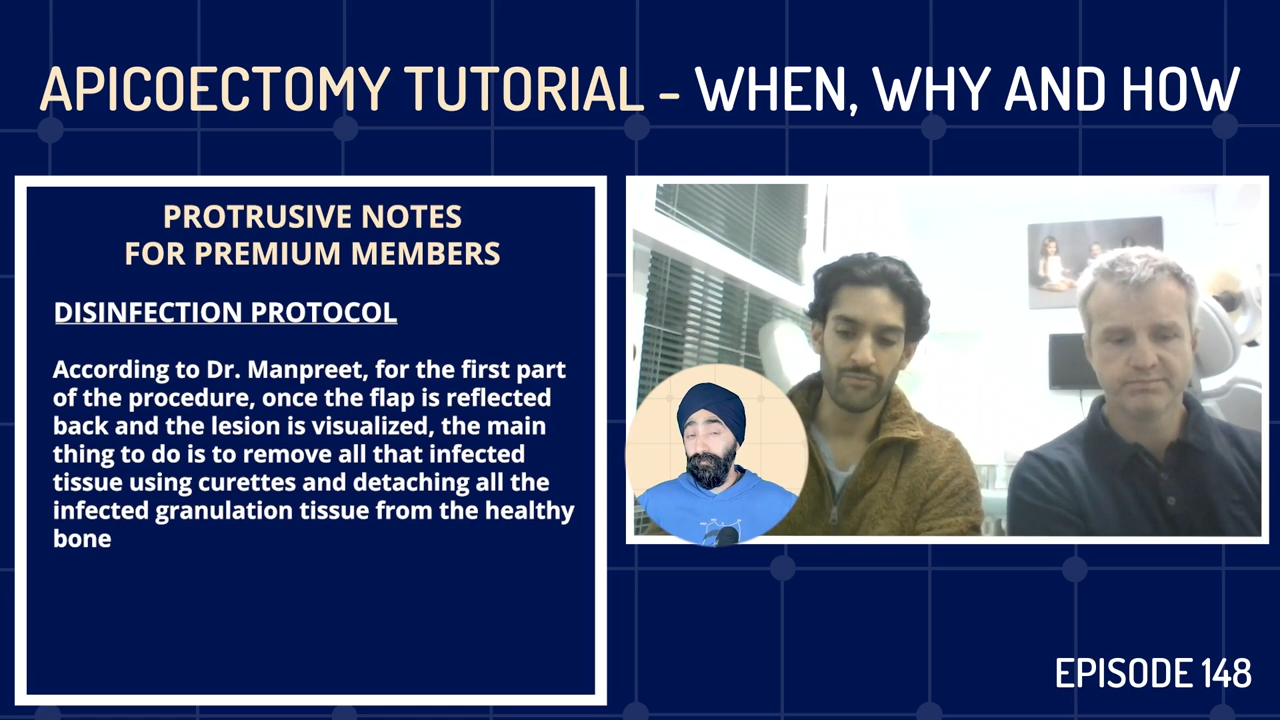 APICOECTOMY TUTORIAL - WHEN, WHY AND HOW
PROTRUSIVE NOTES
FOR PREMIUM MEMBERS
DISINFECTION PROTOCOL
According to Dr. Manpreet, for the first part
of the procedure, once the flap is reflected
back and the lesion is visualized, the main
thing to do is to remove all that infected
tissue using curettes and detaching all the
infected granulation tissue from the healthy
bone
EPISODE 148